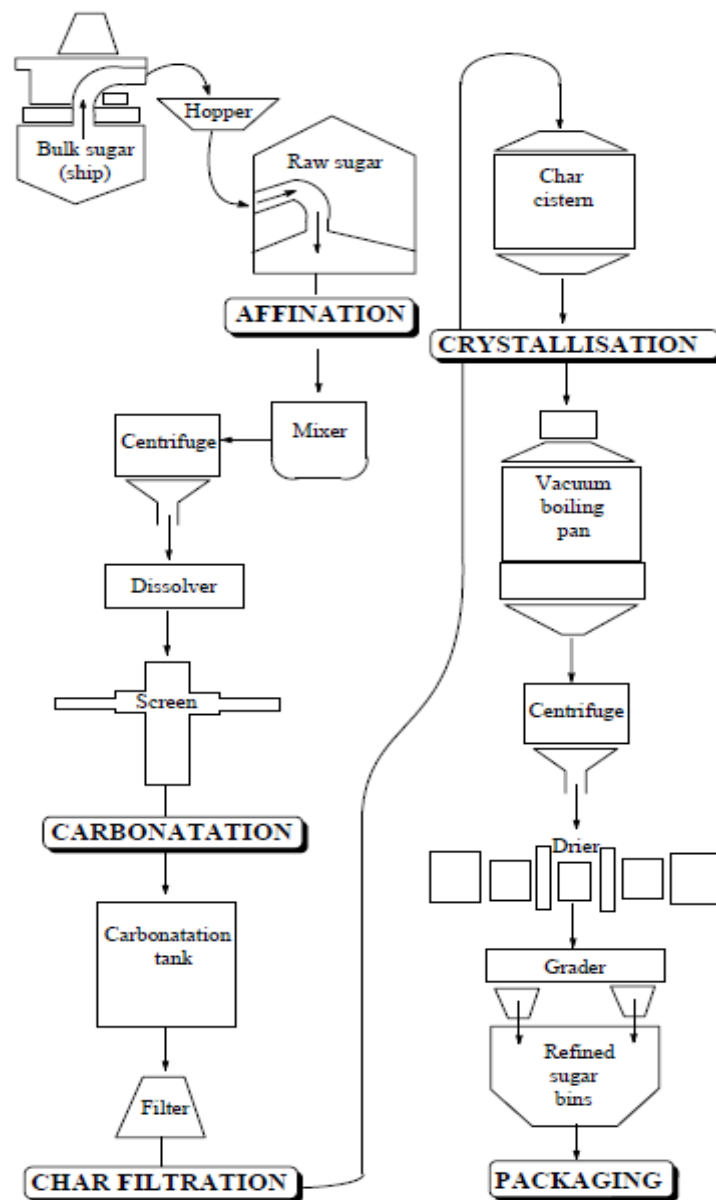 Bulk sugar
(ship)
Hopper
Raw sugar
AFFINATION
Mixer
Centrifuge
Dissolver
Screen
CARBONATATION
Carbonatation
tank
Filter
CHAR FILTRATION
Char
cistern
CRYSTALLISATION
Vacuum
boiling
pan
Centrifuge
Drier
Grader
Refined
sugar
bins
PACKAGING